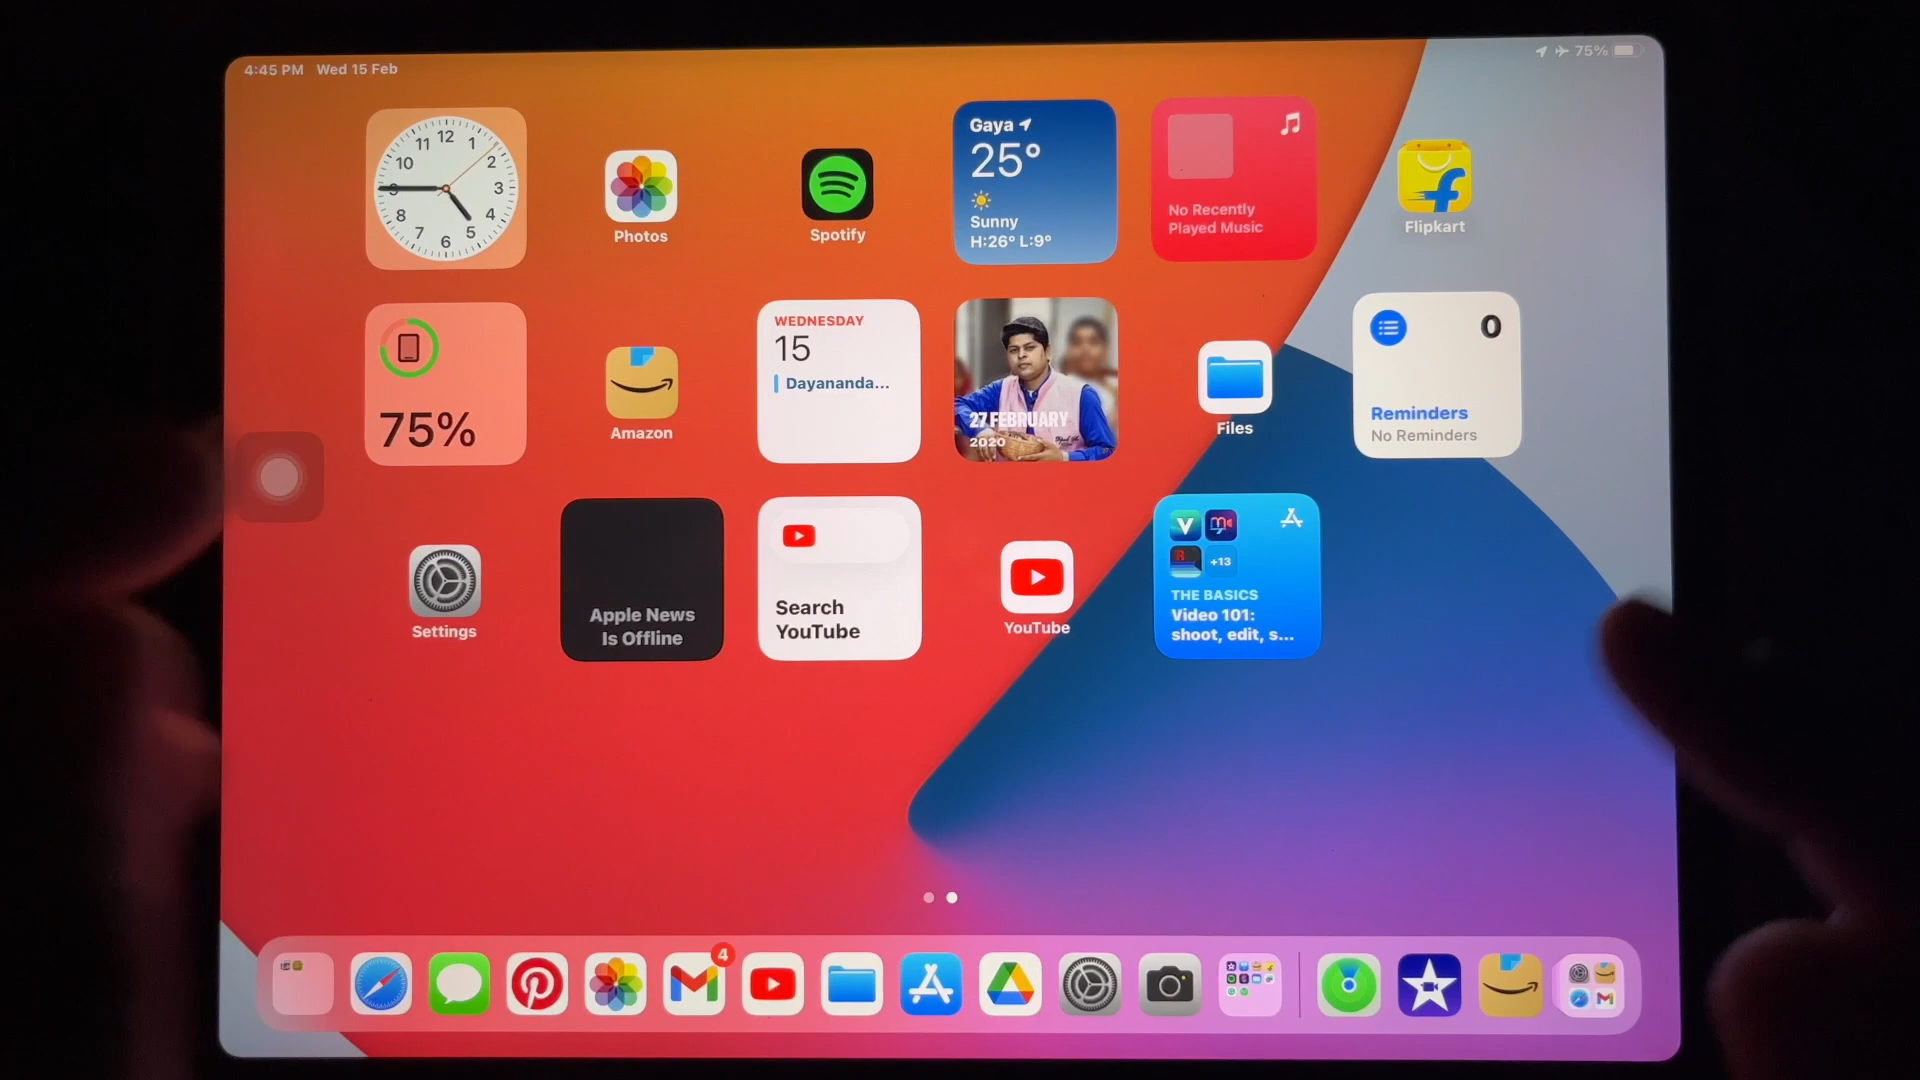 4:45 PM Wed 15 Feb
75%
12
11 1
10 2
9 3
8 4
7 5
6
Photos
Spotify
Gaya
25°
Sunny
H:26° L:9°
No Recently
Played Music
Flipkart
75%
Amazon
WEDNESDAY
15
Dayananda...
27 FEBRUARY
2020
Files
0
Reminders
No Reminders
Settings
Apple News
Is Offline
Search
YouTube
YouTube
+13
THE BASICS
Video 101:
shoot, edit, s...
4